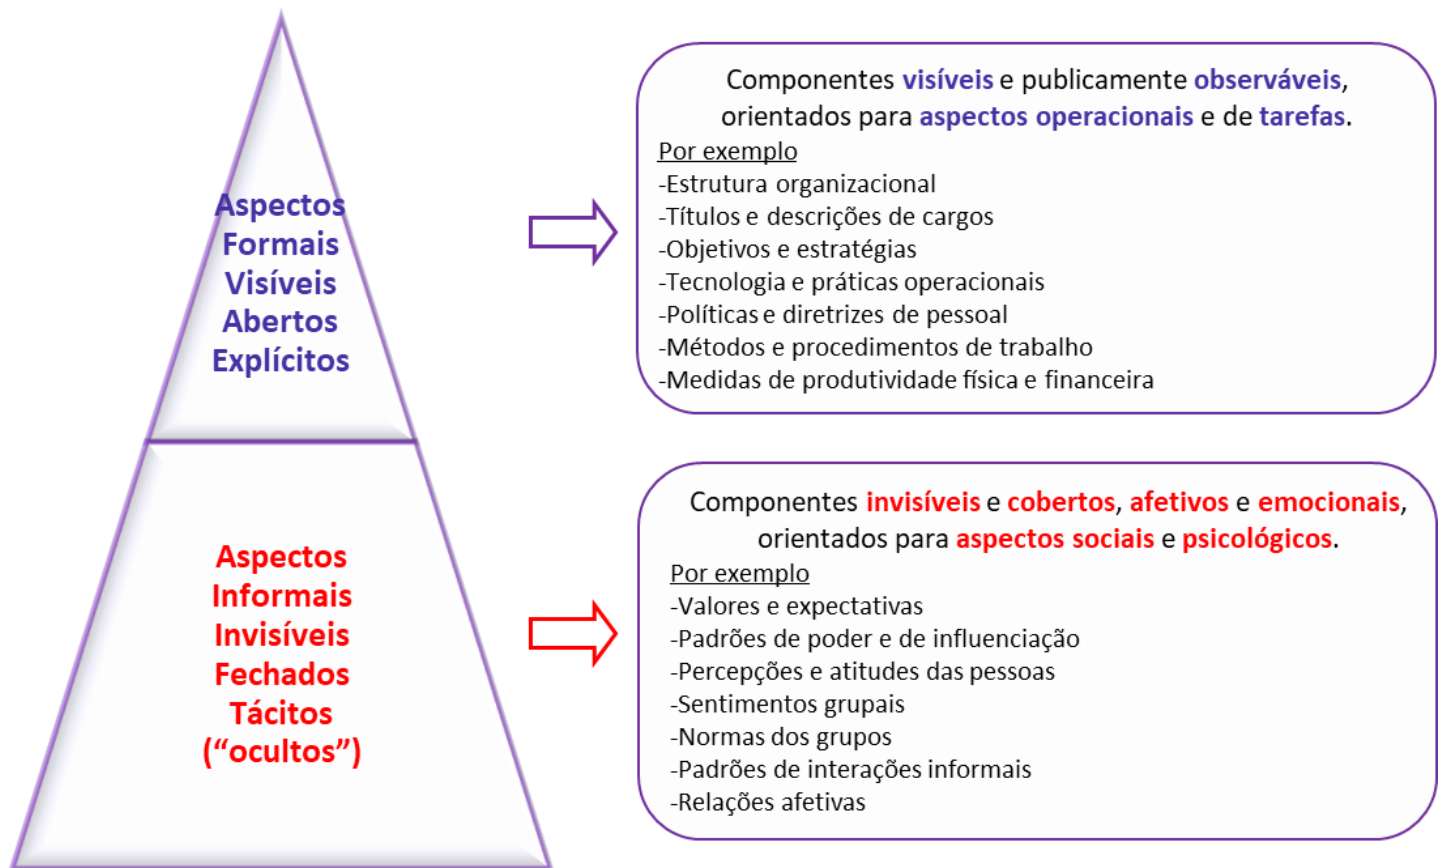 Aspectos
Formais
Visíveis
Abertos
Explícitos
Componentes visíveis e publicamente observáveis,
orientados para aspectos operacionais e de tarefas.
Por exemplo
-Estrutura organizacional
-Títulos e descrições de cargos
-Objetivos e estratégias
-Tecnologia e práticas operacionais
-Políticas e diretrizes de pessoal
-Métodos e procedimentos de trabalho
-Medidas de produtividade física e financeira
Aspectos
Informais
Invisíveis
Fechados
Tácitos
(“ocultos”)
Componentes invisíveis e cobertos, afetivos e emocionais,
orientados para aspectos sociais e psicológicos.
Por exemplo
-Valores e expectativas
-Padrões de poder e de influenciação
-Percepções e atitudes das pessoas
-Sentimentos grupais
-Normas dos grupos
-Padrões de interações informais
-Relações afetivas